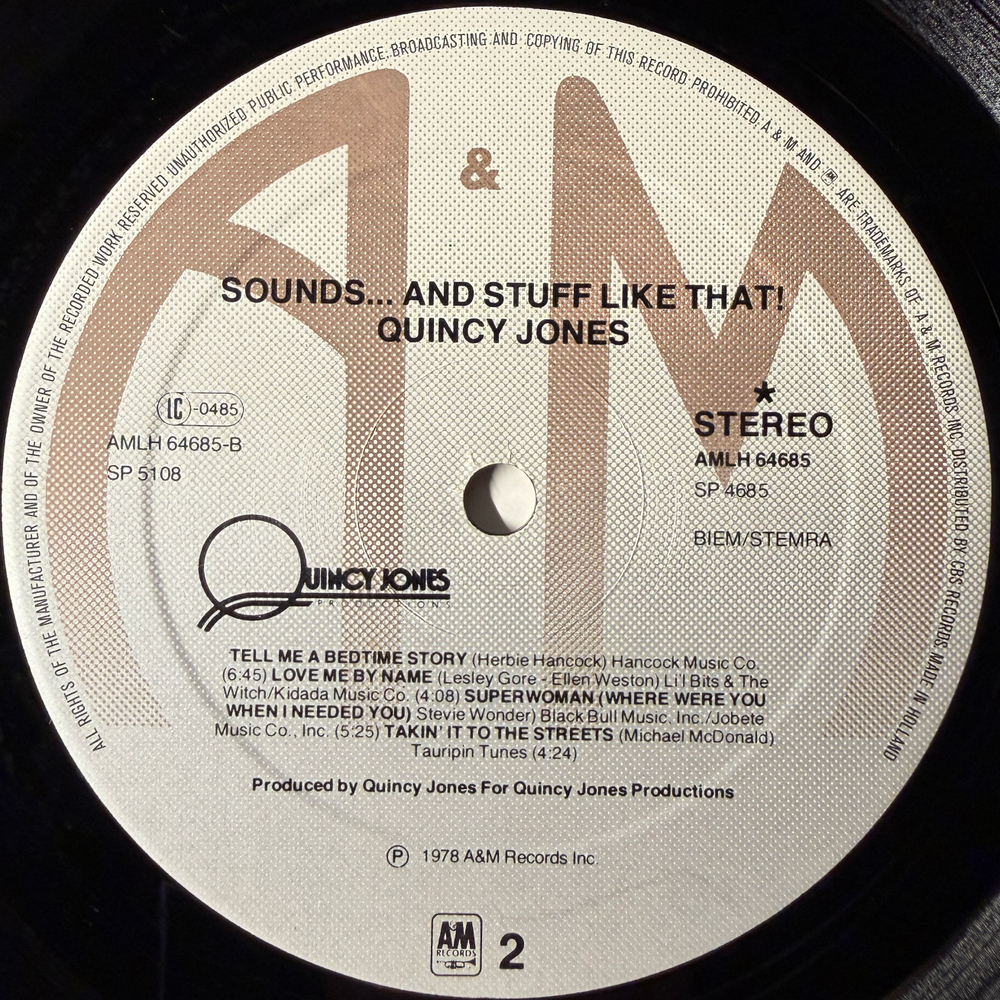 ALL RIGHTS OF THE MANUFACTURER AND OF THE OWNER OF THE RECORDED WORK RESERVED UNAUTHORIZED PUBLIC PERFORMANCE. BROADCASTING AND COPYING OF THIS RECORD PROHIBITED. A & M AND AM ARE TRADEMARKS OF A & M RECORDS INC. DISTRIBUTED BY CBS RECORDS. MADE IN HOLLAND
A & M
SOUNDS... AND STUFF LIKE THAT!
QUINCY JONES
LC-0485
AMLH 64685-B
SP 5108
*
STEREO
AMLH 64685
SP 4685
BIEM/STEMRA
QUINCY JONES
PRODUCTIONS
TELL ME A BEDTIME STORY (Herbie Hancock) Hancock Music Co.
(6:45) LOVE ME BY NAME (Lesley Gore - Ellen Weston) Li'l Bits & The
Witch/Kidada Music Co. (4:08) SUPERWOMAN (WHERE WERE YOU
WHEN I NEEDED YOU) Stevie Wonder) Black Bull Music, Inc./Jobete
Music Co., Inc. (5:25) TAKIN' IT TO THE STREETS (Michael McDonald)
Tauripin Tunes (4:24)
Produced by Quincy Jones For Quincy Jones Productions
℗ 1978 A&M Records Inc.
AM
RECORDS
2